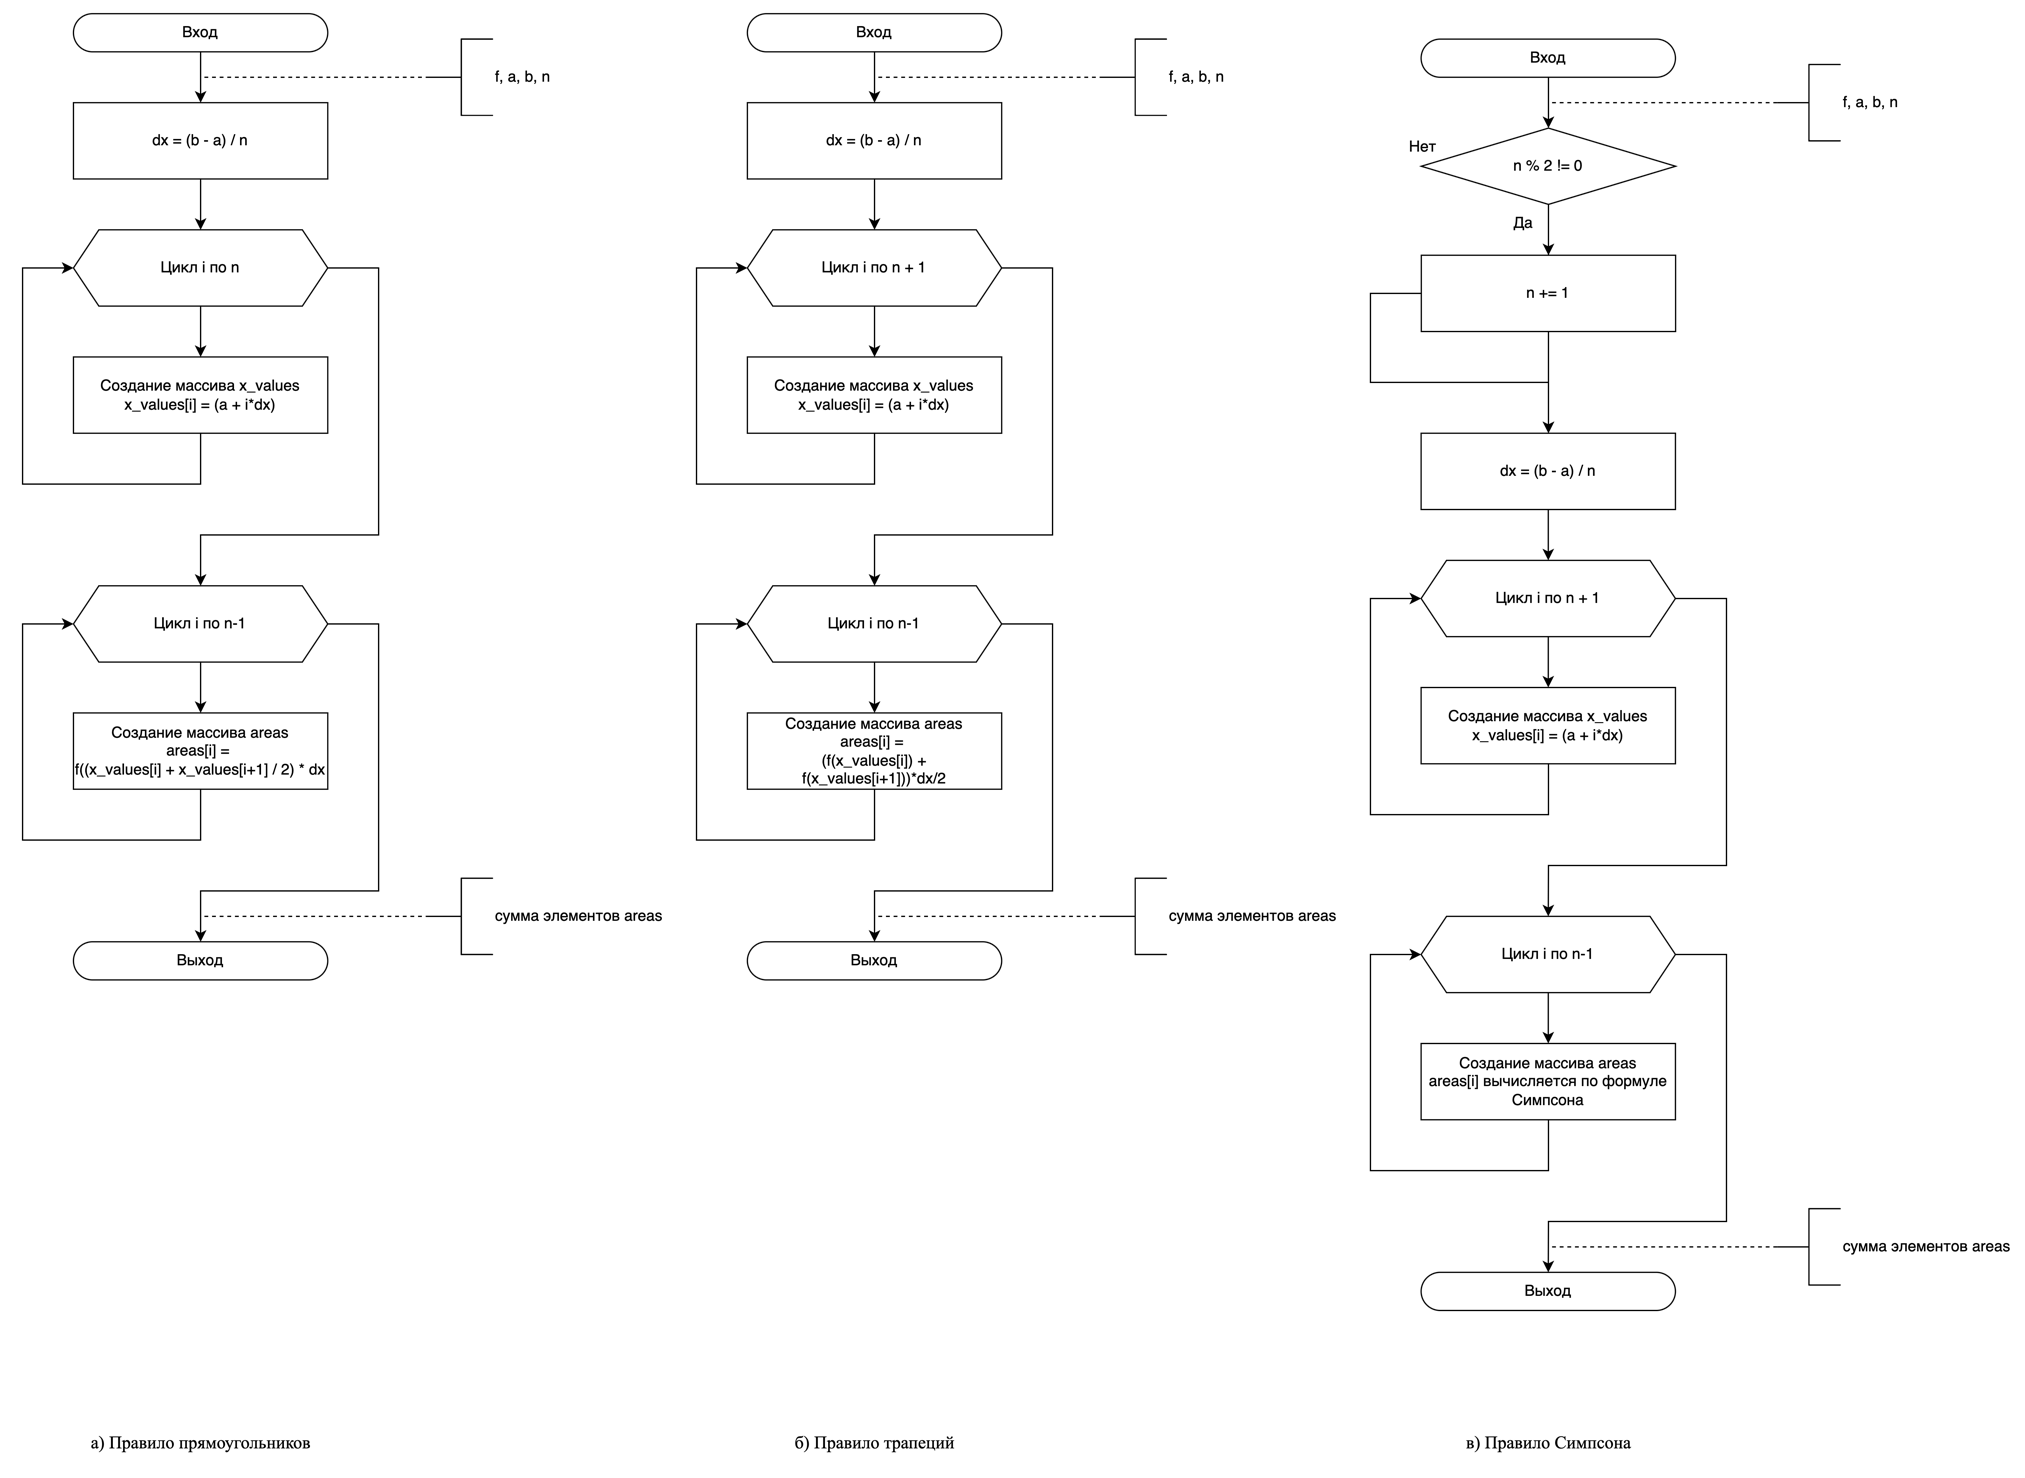 Вход
f, a, b, n
dx = (b - a) / n
Цикл i по n
Создание массива x_values
x_values[i] = (a + i*dx)
Цикл i по n-1
Создание массива areas
areas[i] =
f((x_values[i] + x_values[i+1] / 2) * dx
сумма элементов areas
Выход
а) Правило прямоугольников
Вход
f, a, b, n
dx = (b - a) / n
Цикл i по n + 1
Создание массива x_values
x_values[i] = (a + i*dx)
Цикл i по n-1
Создание массива areas
areas[i] =
(f(x_values[i]) +
f(x_values[i+1]))*dx/2
сумма элементов areas
Выход
б) Правило трапеций
Вход
f, a, b, n
Нет
n % 2 != 0
Да
n += 1
dx = (b - a) / n
Цикл i по n + 1
Создание массива x_values
x_values[i] = (a + i*dx)
Цикл i по n-1
Создание массива areas
areas[i] вычисляется по формуле
Симпсона
сумма элементов areas
Выход
в) Правило Симпсона